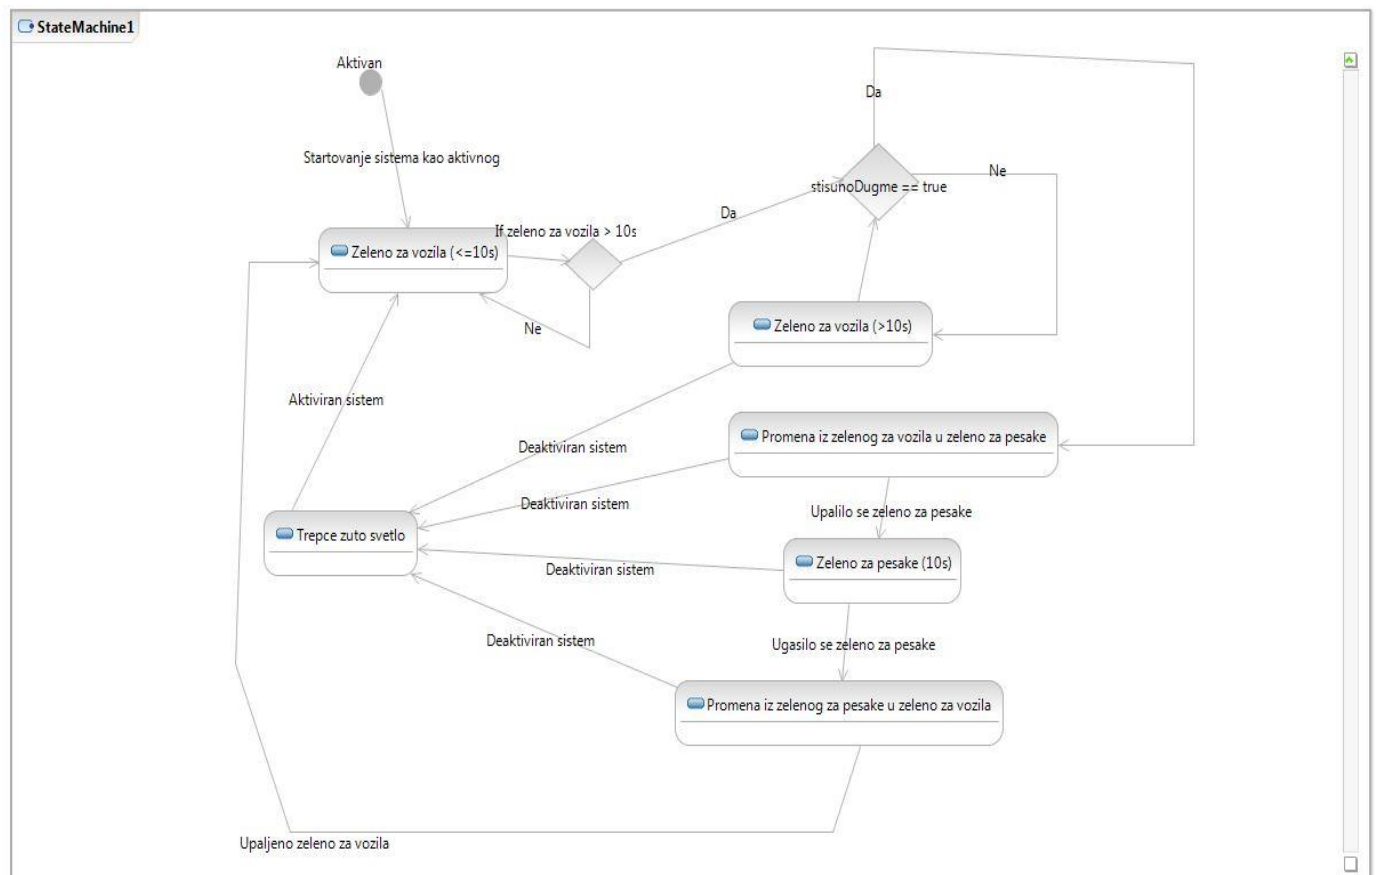 StateMachine1
Aktivan
Da
Startovanje sistema kao aktivnog
Ne
stisunoDugme == true
Da
If zeleno za vozila > 10s
Zeleno za vozila (<=10s)
Ne
Zeleno za vozila (>10s)
Aktiviran sistem
Deaktiviran sistem
Promena iz zelenog za vozila u zeleno za pesake
Deaktiviran sistem
Upalilo se zeleno za pesake
Trepce zuto svetlo
Deaktiviran sistem
Zeleno za pesake (10s)
Deaktiviran sistem
Ugasilo se zeleno za pesake
Promena iz zelenog za pesake u zeleno za vozila
Upaljeno zeleno za vozila